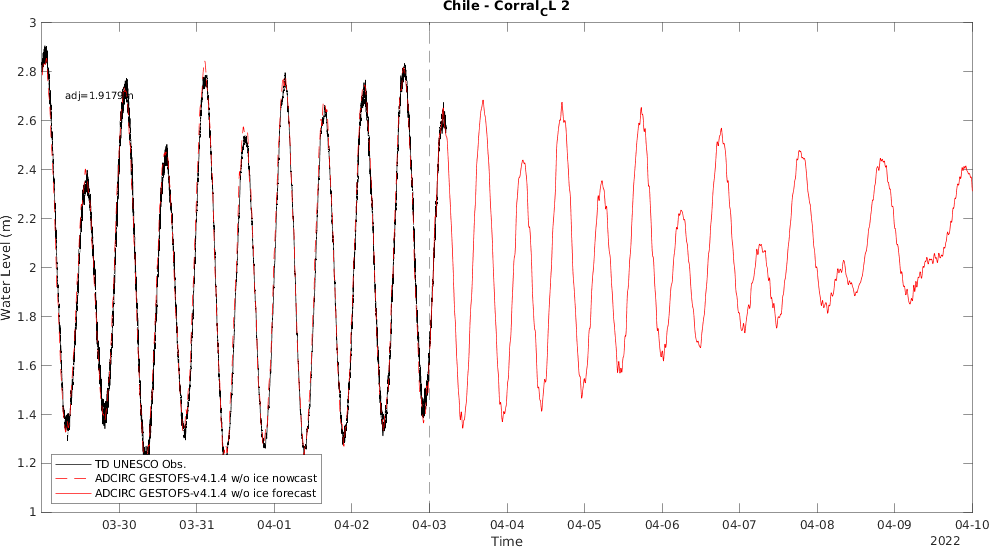 Chile - Corral_CL 2
3
2.8
adj=1.9179m
2.6
2.4
2.2
2
1.8
1.6
1.4
1.2
1
Water Level (m)
TD UNESCO Obs.
ADCIRC GESTOFS-v4.1.4 w/o ice nowcast
ADCIRC GESTOFS-v4.1.4 w/o ice forecast
03-30 03-31 04-01 04-02 04-03 04-04 04-05 04-06 04-07 04-08 04-09 04-10
Time
2022